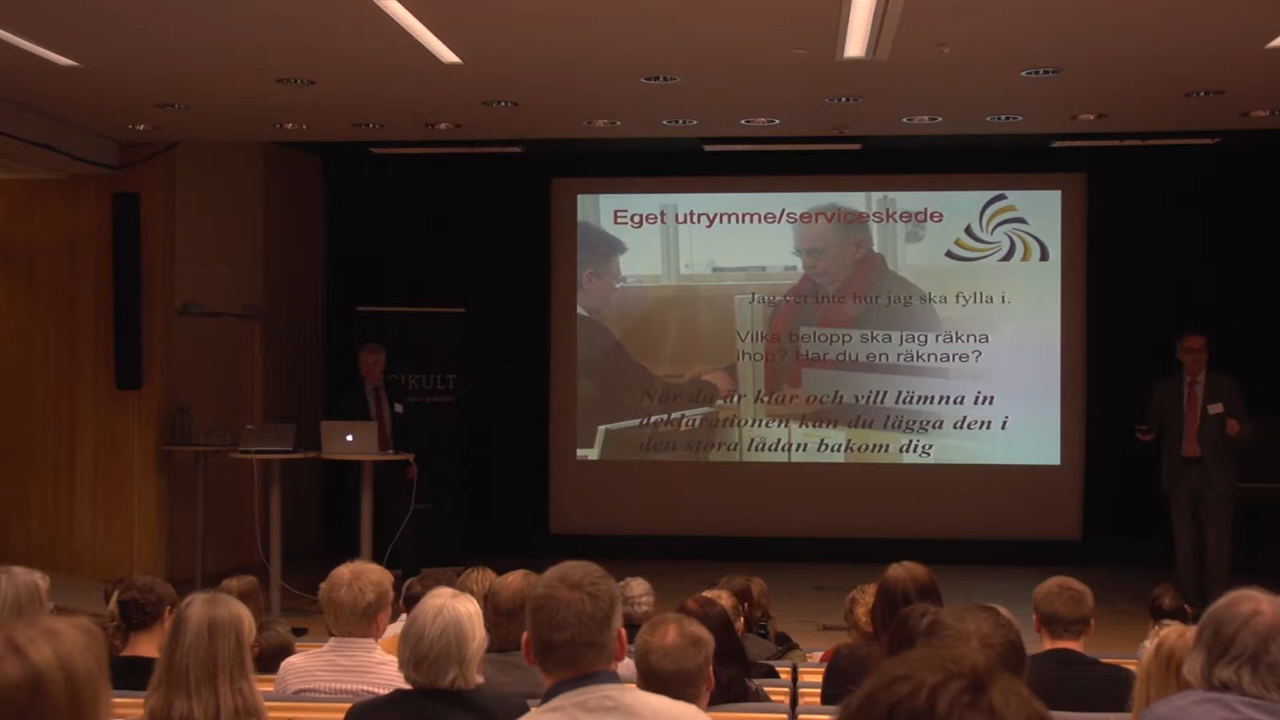 Eget utrymme/serviceskede
Jag vet inte hur jag ska fylla i.
Vilka belopp ska jag räkna
ihop? Har du en räknare?
När du är klar och vill lämna in
deklarationen kan du lägga den i
den stora lådan bakom dig